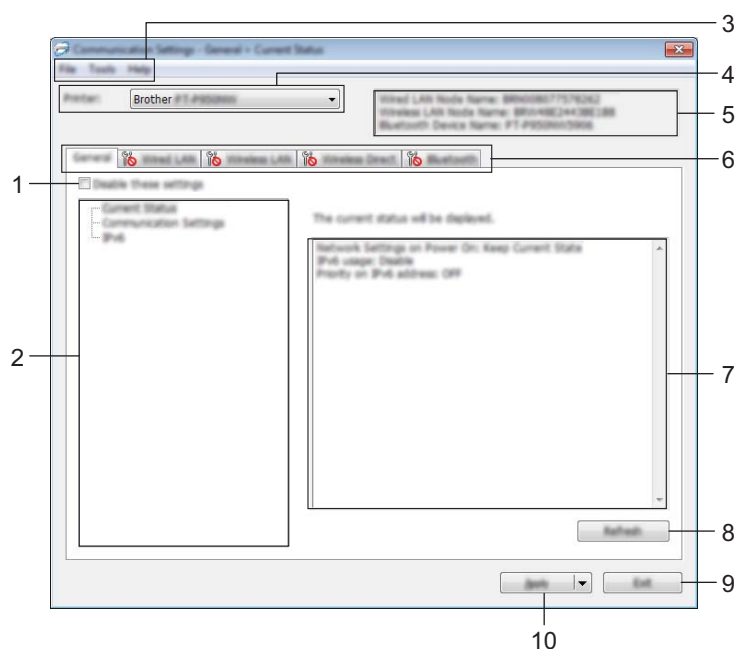 3
Communication Settings - General > Current Status
File Tools Help
4
Printer:
Brother PT-P950NW
Wired LAN Node Name:
Wireless LAN Node Name:
Bluetooth Device Name:
5
General Wired LAN Wireless LAN Wireless Direct Bluetooth
6
1
Disable these settings
Current Status
Communication Settings
IPv6
The current status will be displayed.
Network Settings on Power On: Keep Current State
IPv6 usage: Disable
Priority on IPv6 address: OFF
2
7
Refresh
8
Apply
Exit
9
10